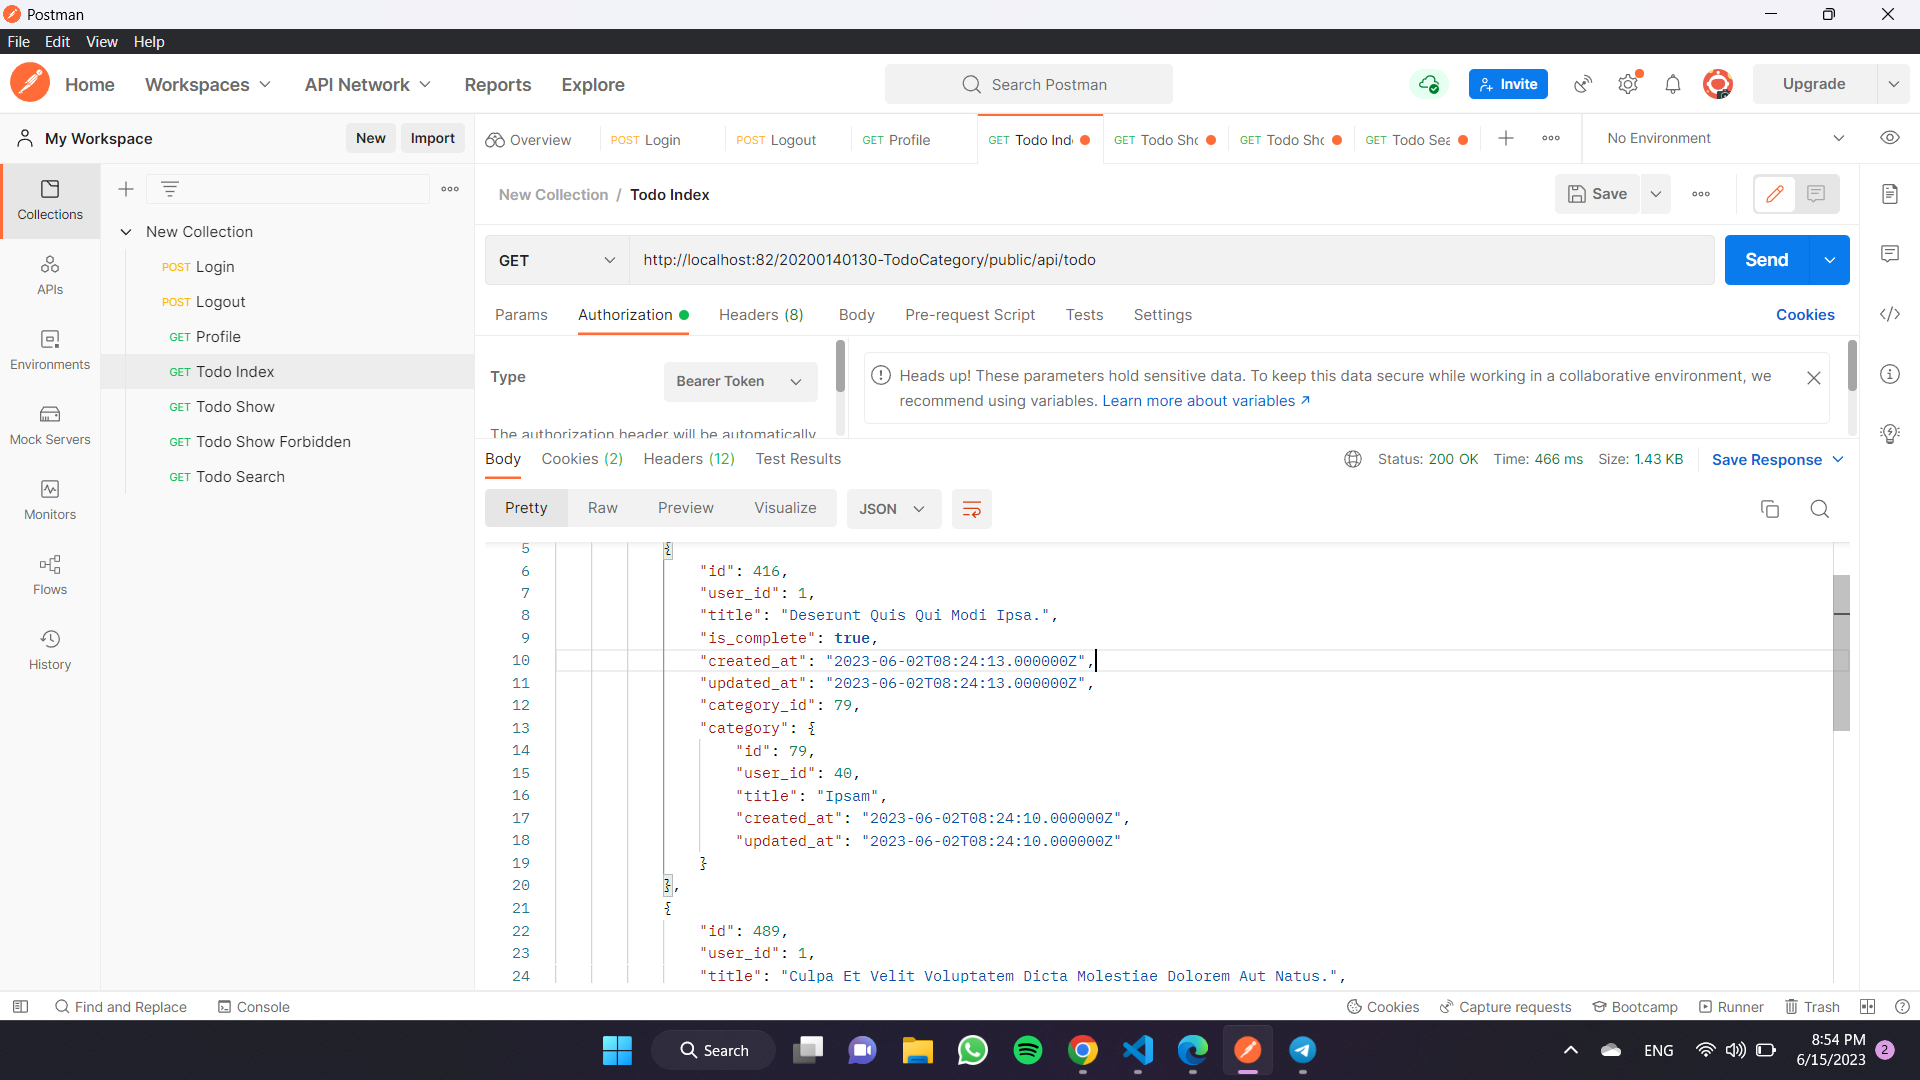 Postman
File Edit View Help
Home Workspaces API Network Reports Explore Search Postman Invite Upgrade
My Workspace New Import
Overview POST Login POST Logout GET Profile GET Todo Ind GET Todo Sho GET Todo Sho GET Todo Sea No Environment
New Collection / Todo Index Save
Collections
APIs
Environments
Mock Servers
Monitors
Flows
History
New Collection
POST Login
POST Logout
GET Profile
GET Todo Index
GET Todo Show
GET Todo Show Forbidden
GET Todo Search
GET http://localhost:82/20200140130-TodoCategory/public/api/todo Send
Params Authorization Headers (8) Body Pre-request Script Tests Settings Cookies
Type Bearer Token
The authorization header will be automatically
Heads up! These parameters hold sensitive data. To keep this data secure while working in a collaborative environment, we
recommend using variables. Learn more about variables ↗
Body Cookies (2) Headers (12) Test Results Status: 200 OK Time: 466 ms Size: 1.43 KB Save Response
Pretty Raw Preview Visualize JSON
5 {
6 "id": 416,
7 "user_id": 1,
8 "title": "Deserunt Quis Qui Modi Ipsa.",
9 "is_complete": true,
10 "created_at": "2023-06-02T08:24:13.000000Z",
11 "updated_at": "2023-06-02T08:24:13.000000Z",
12 "category_id": 79,
13 "category": {
14 "id": 79,
15 "user_id": 40,
16 "title": "Ipsam",
17 "created_at": "2023-06-02T08:24:10.000000Z",
18 "updated_at": "2023-06-02T08:24:10.000000Z"
19 }
20 },
21 {
22 "id": 489,
23 "user_id": 1,
24 "title": "Culpa Et Velit Voluptatem Dicta Molestiae Dolorem Aut Natus.",
Find and Replace Console Cookies Capture requests Bootcamp Runner Trash
Search ENG 8:54 PM 2
6/15/2023